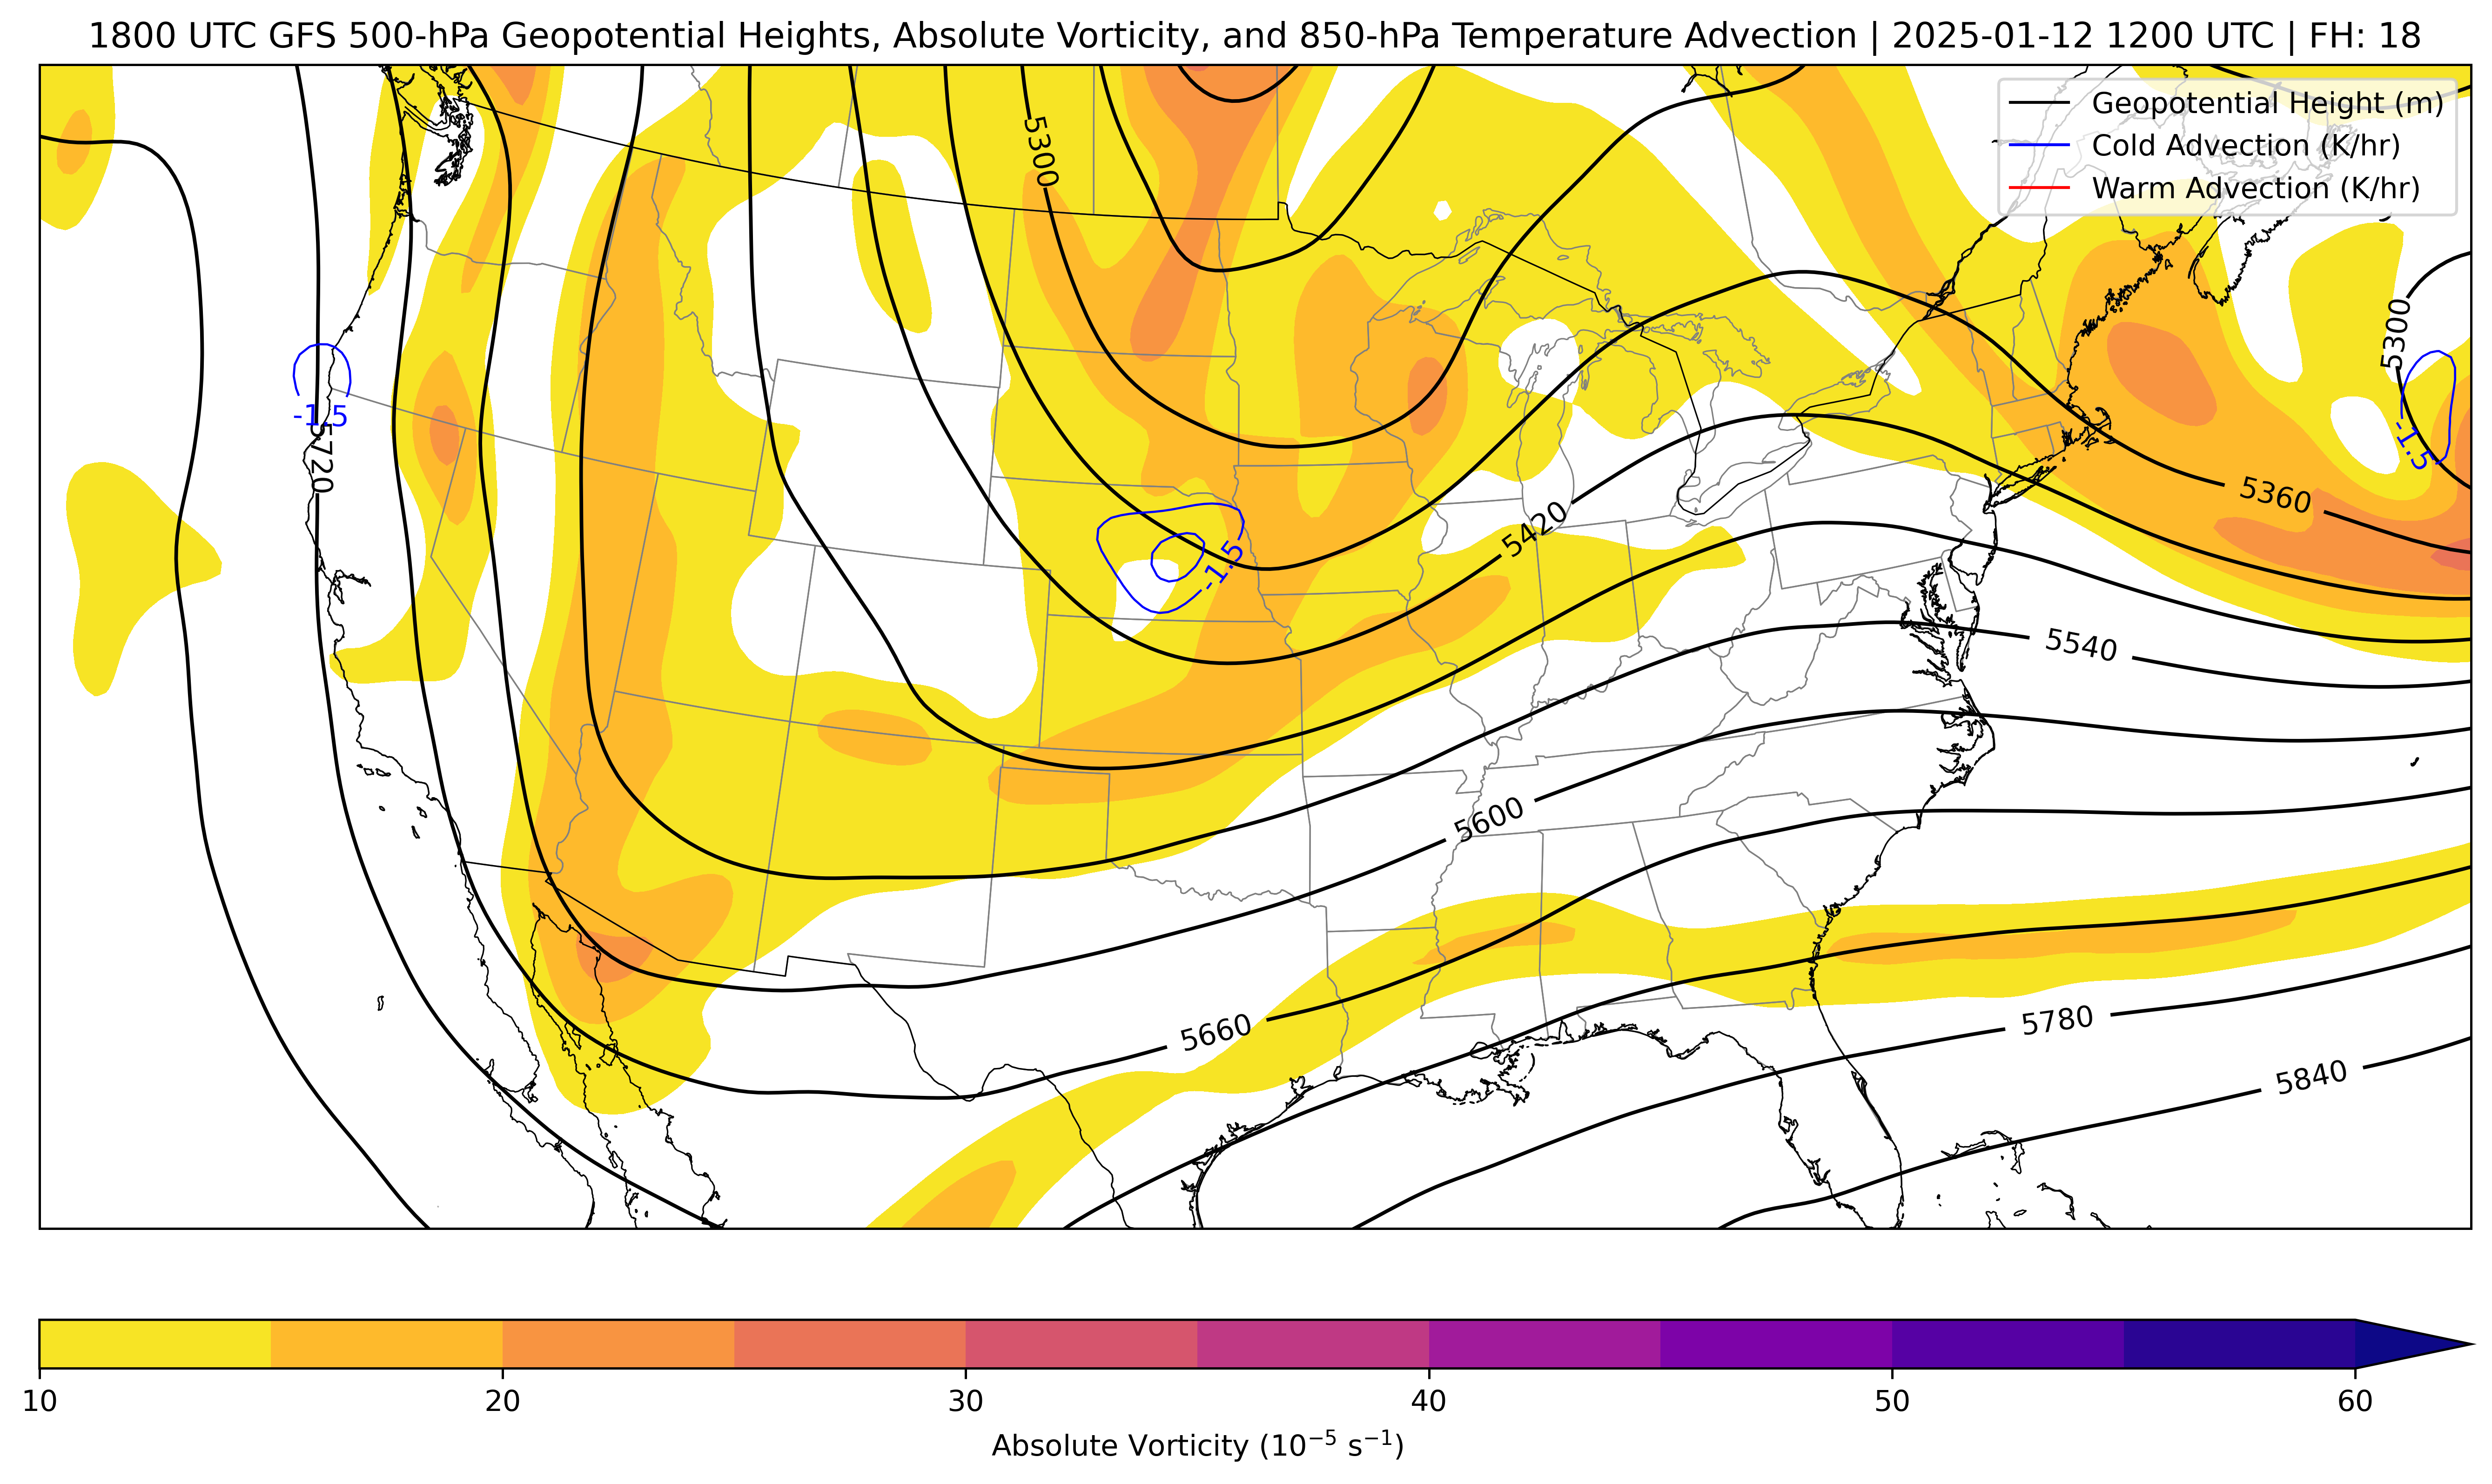 1800 UTC GFS 500-hPa Geopotential Heights, Absolute Vorticity, and 850-hPa Temperature Advection | 2025-01-12 1200 UTC | FH: 18
Geopotential Height (m)
Cold Advection (K/hr)
Warm Advection (K/hr)
5300
5300
-1.5
5720
-1.5
5360
5420
-1.5
5540
5600
5660
5780
5840
10 20 30 40 50 60
Absolute Vorticity (10⁻⁵ s⁻¹)